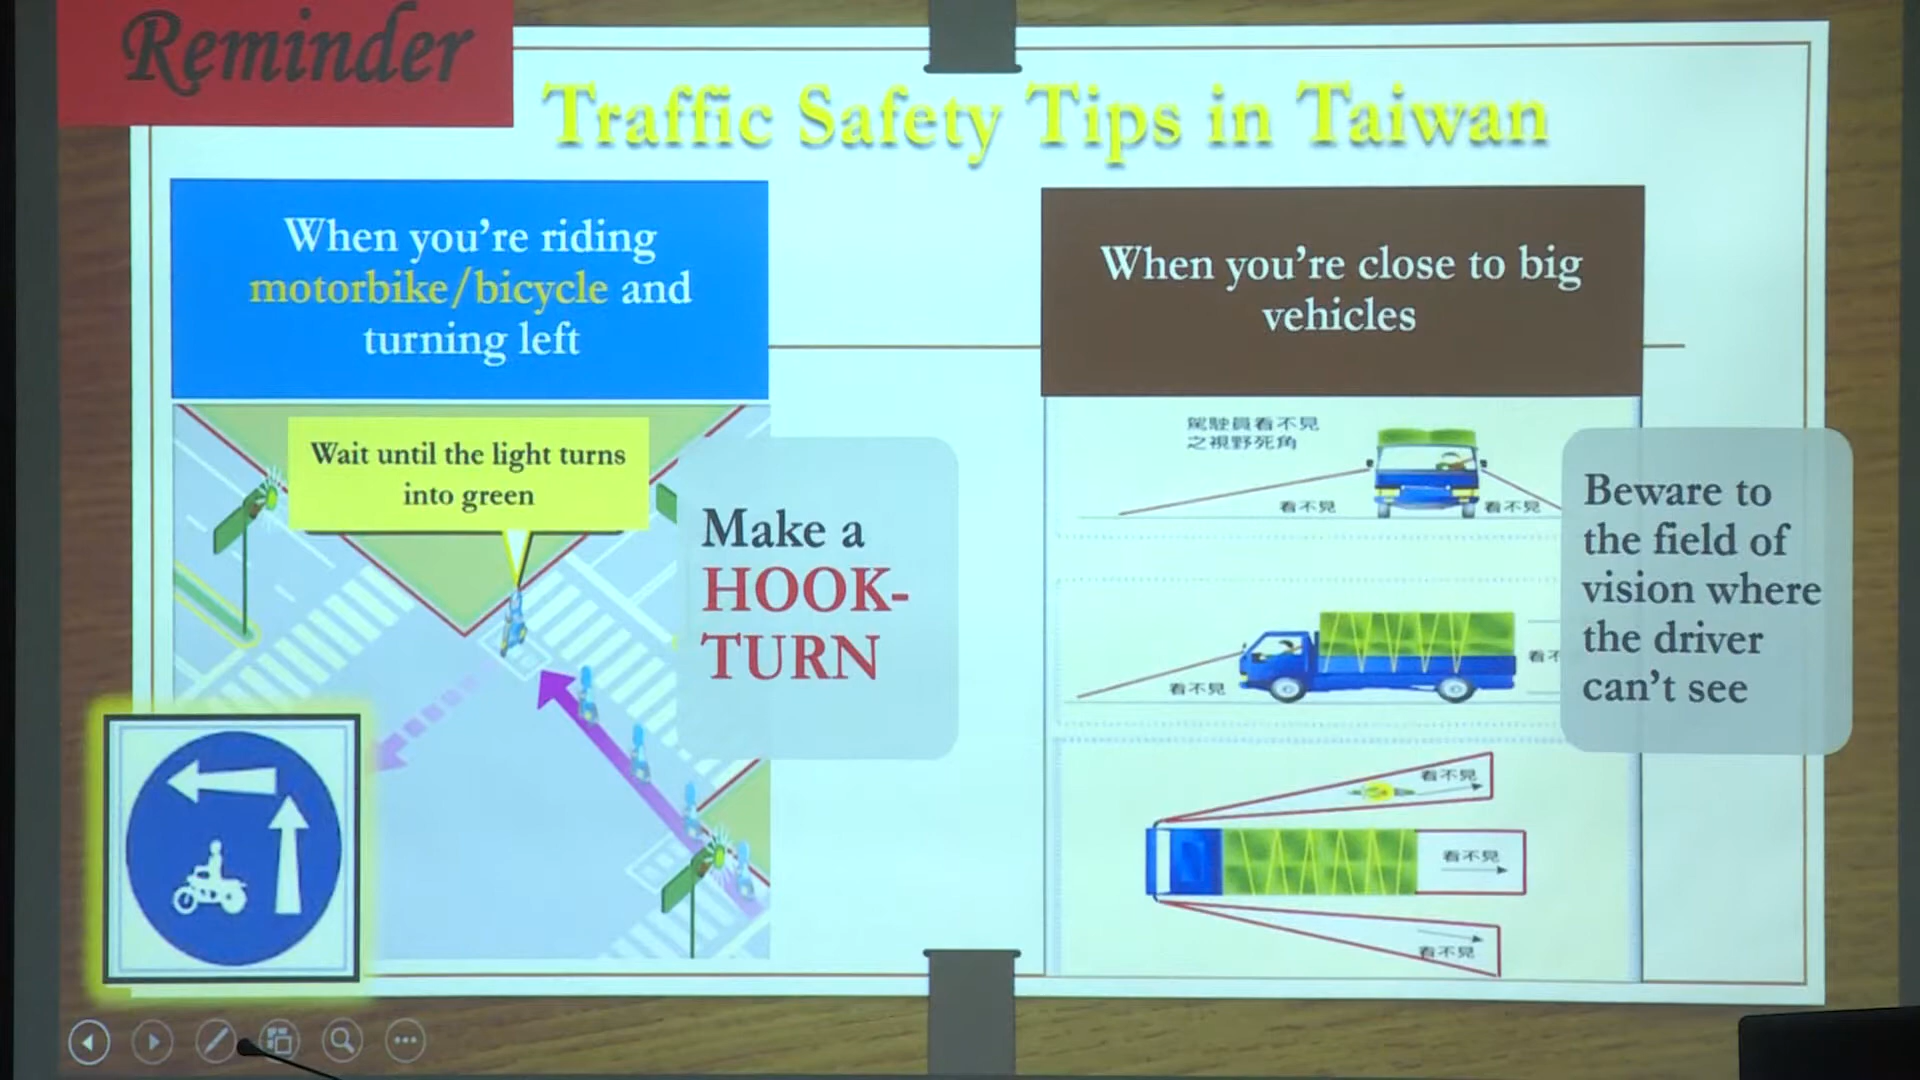 Reminder
Traffic Safety Tips in Taiwan
When you're riding
motorbike/bicycle and
turning left
Wait until the light turns
into green
Make a
HOOK-
TURN
When you're close to big
vehicles
駕駛員看不見
之視野死角
看不見
看不見
看不見
看不
看不見
看不見
看不見
Beware to
the field of
vision where
the driver
can't see